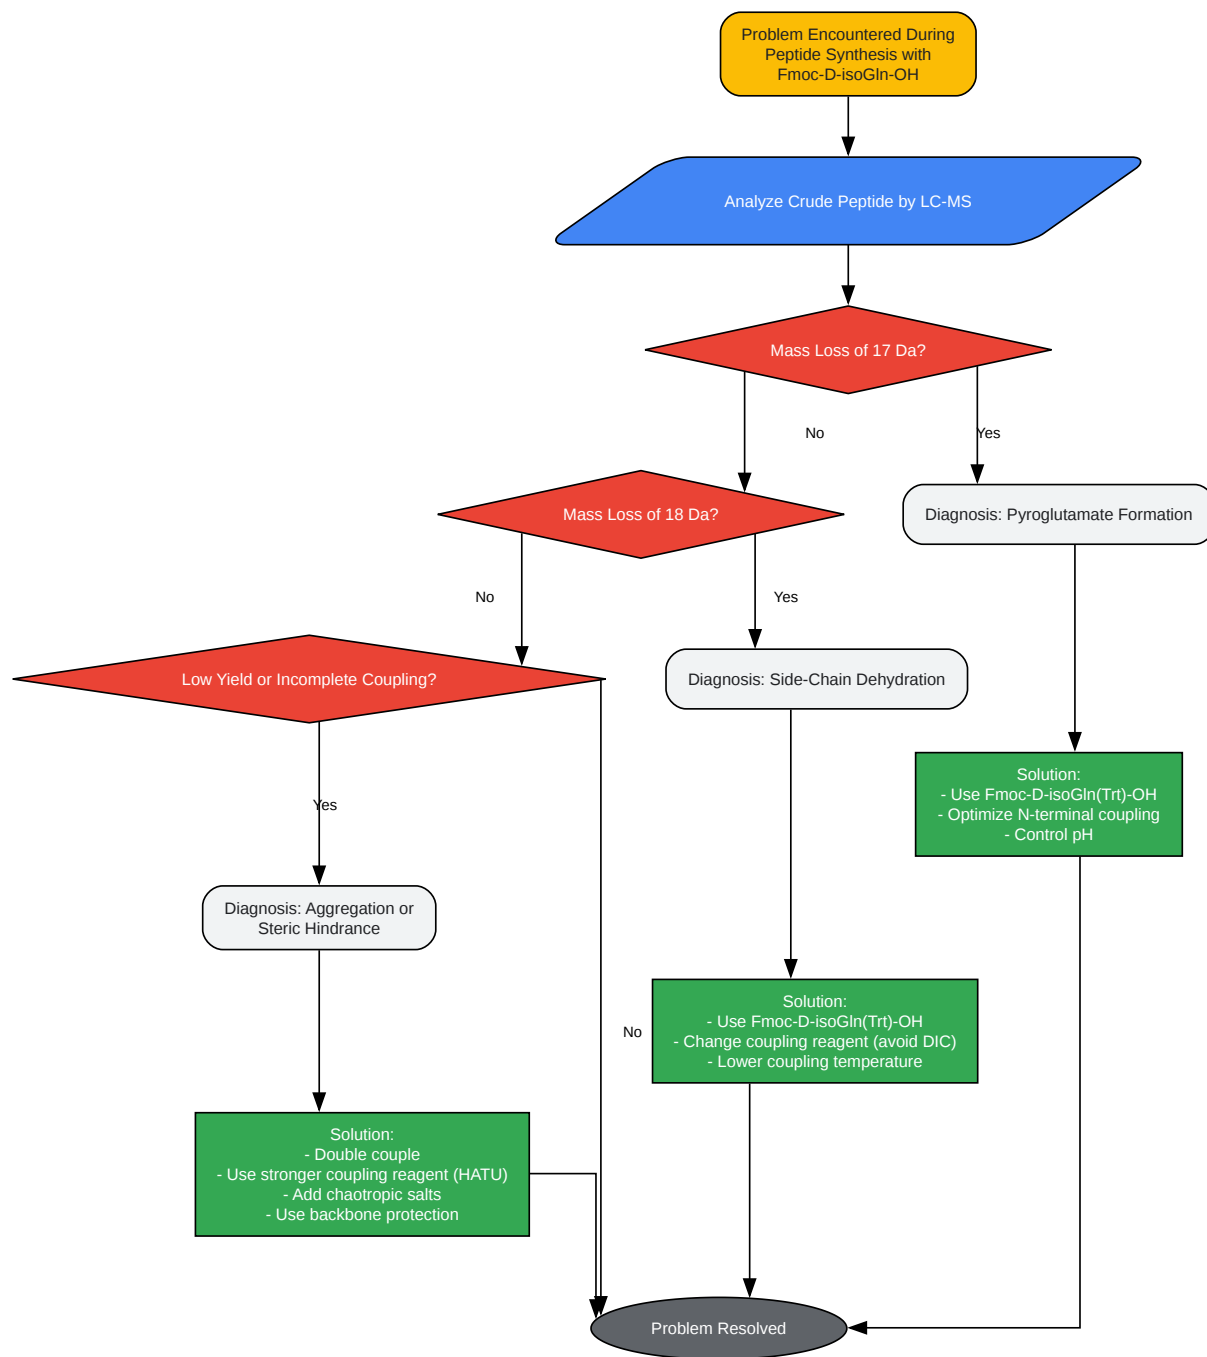 Problem Encountered During
Peptide Synthesis with
Fmoc-D-isoGln-OH
Analyze Crude Peptide by LC-MS
Mass Loss of 17 Da?
No
Yes
Mass Loss of 18 Da?
Diagnosis: Pyroglutamate Formation
No
Yes
Low Yield or Incomplete Coupling?
Diagnosis: Side-Chain Dehydration
Solution:
- Use Fmoc-D-isoGln(Trt)-OH
- Optimize N-terminal coupling
- Control pH
Yes
Diagnosis: Aggregation or
Steric Hindrance
No
Solution:
- Use Fmoc-D-isoGln(Trt)-OH
- Change coupling reagent (avoid DIC)
- Lower coupling temperature
Solution:
- Double couple
- Use stronger coupling reagent (HATU)
- Add chaotropic salts
- Use backbone protection
Problem Resolved